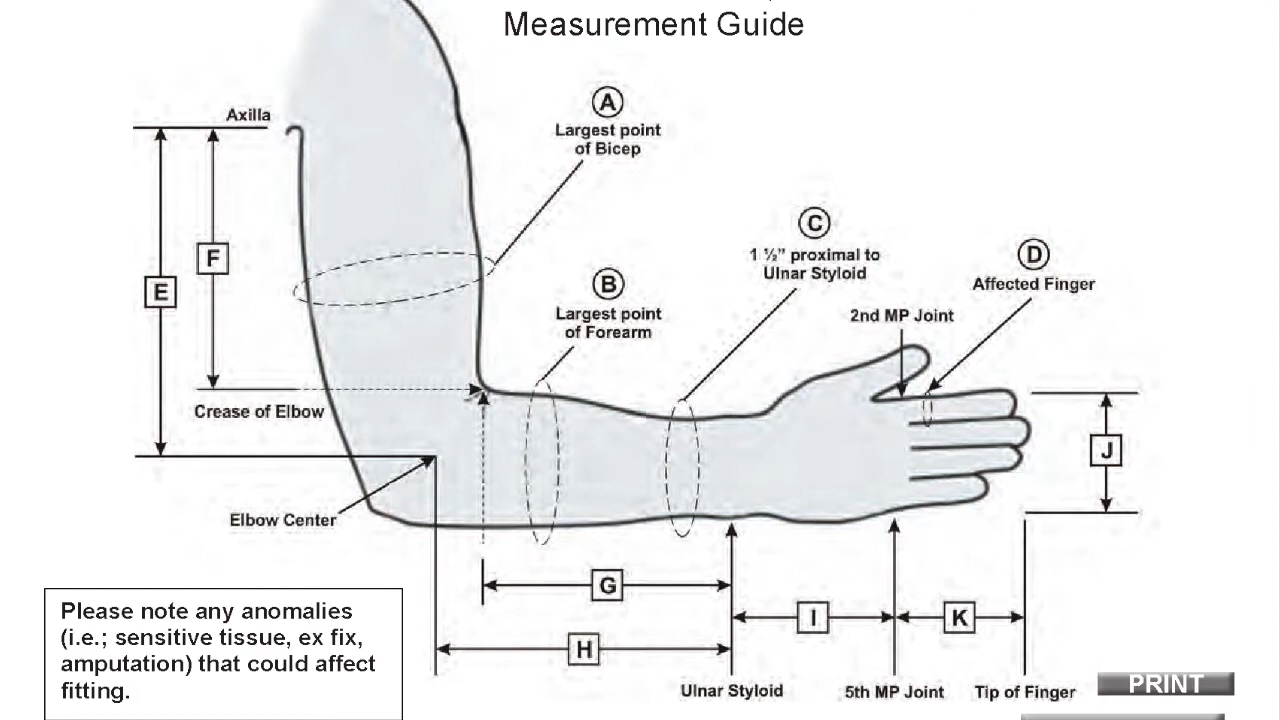 Measurement Guide
Axilla
A
Largest point
of Bicep
C
1 ½” proximal to
Ulnar Styloid
D
Affected Finger
F
E
B
Largest point
of Forearm
2nd MP Joint
Crease of Elbow
J
Elbow Center
G
I
K
H
Please note any anomalies
(i.e.; sensitive tissue, ex fix,
amputation) that could affect
fitting.
Ulnar Styloid
5th MP Joint
Tip of Finger
PRINT